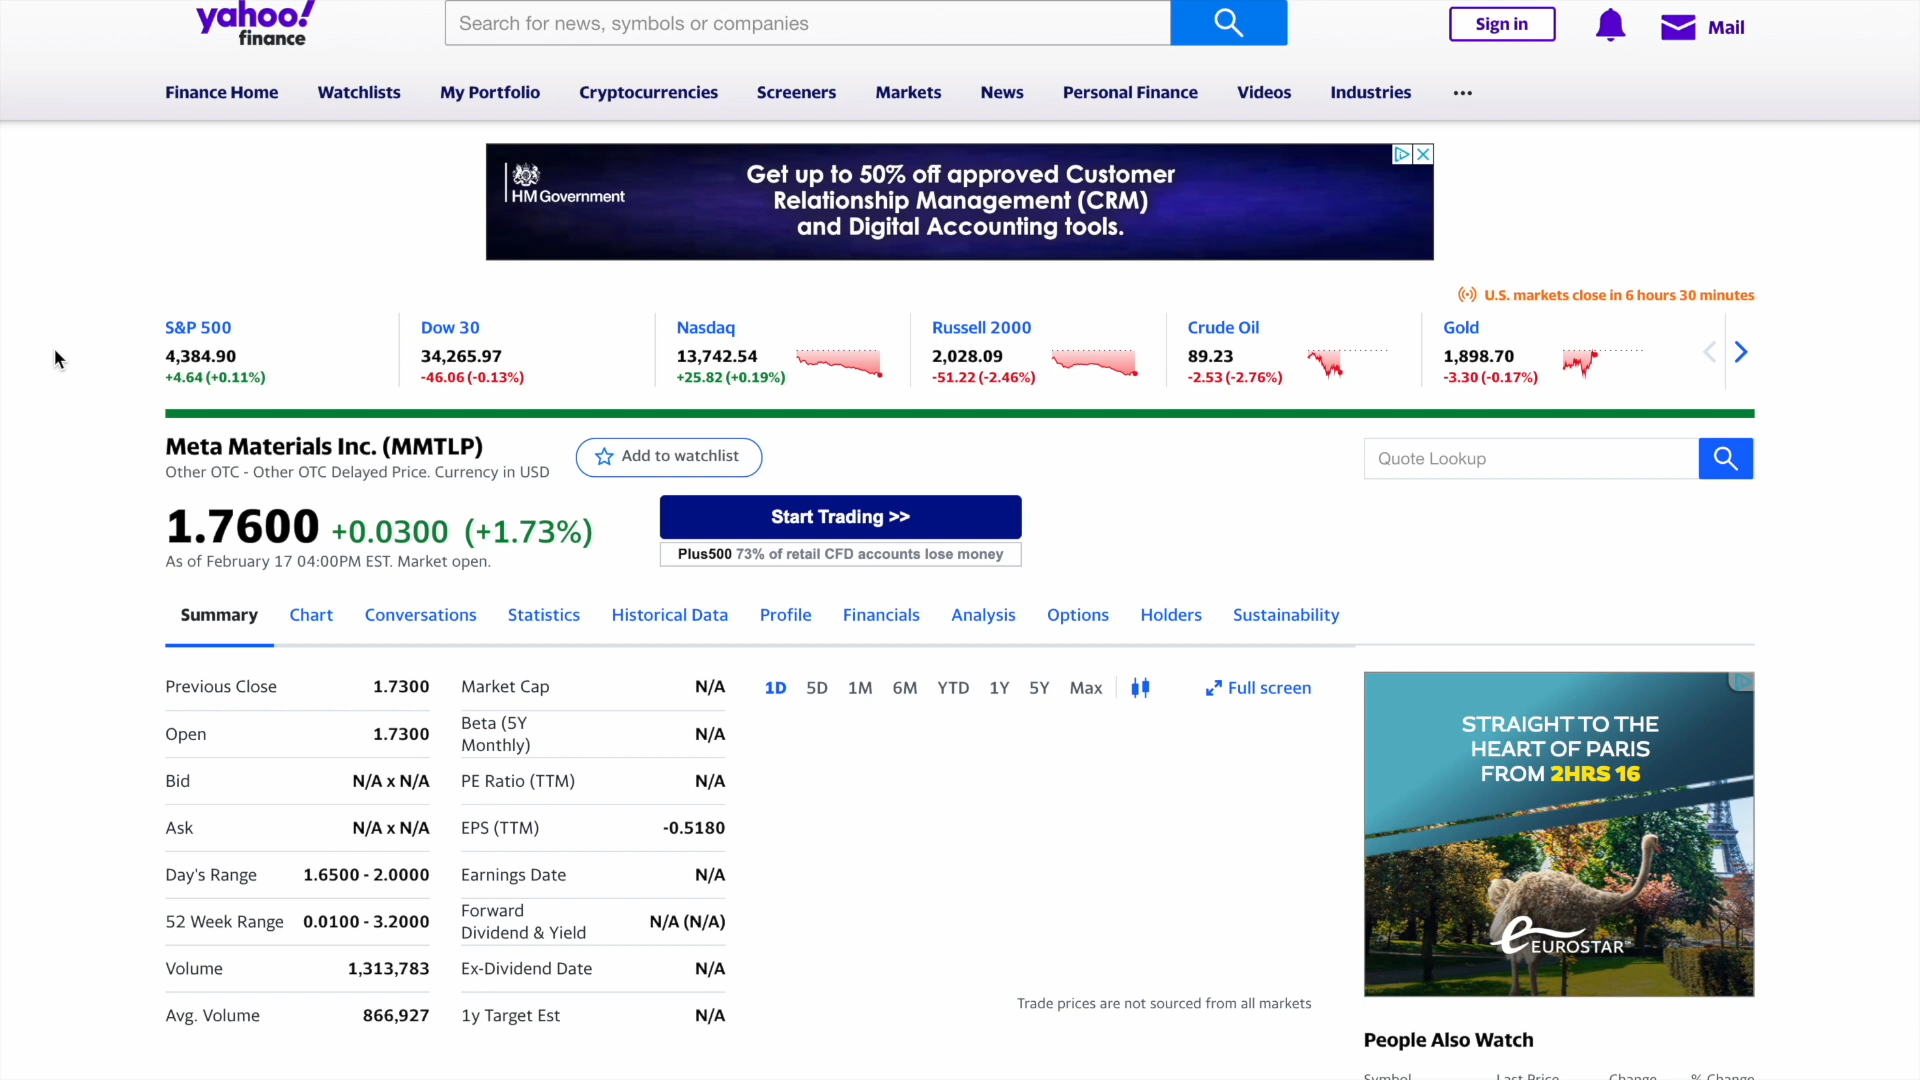 yahoo!
finance
Search for news, symbols or companies
Sign in
Mail
Finance Home
Watchlists
My Portfolio
Cryptocurrencies
Screeners
Markets
News
Personal Finance
Videos
Industries
...
HM Government
Get up to 50% off approved Customer
Relationship Management (CRM)
and Digital Accounting tools.
U.S. markets close in 6 hours 30 minutes
S&P 500
4,384.90
+4.64 (+0.11%)
Dow 30
34,265.97
-46.06 (-0.13%)
Nasdaq
13,742.54
+25.82 (+0.19%)
Russell 2000
2,028.09
-51.22 (-2.46%)
Crude Oil
89.23
-2.53 (-2.76%)
Gold
1,898.70
-3.30 (-0.17%)
Meta Materials Inc. (MMTLP)
Other OTC - Other OTC Delayed Price. Currency in USD
Add to watchlist
Quote Lookup
1.7600 +0.0300 (+1.73%)
As of February 17 04:00PM EST. Market open.
Start Trading >>
Plus500 73% of retail CFD accounts lose money
Summary
Chart
Conversations
Statistics
Historical Data
Profile
Financials
Analysis
Options
Holders
Sustainability
Previous Close 1.7300
Open 1.7300
Bid N/A x N/A
Ask N/A x N/A
Day's Range 1.6500 - 2.0000
52 Week Range 0.0100 - 3.2000
Volume 1,313,783
Avg. Volume 866,927
Market Cap N/A
Beta (5Y
Monthly) N/A
PE Ratio (TTM) N/A
EPS (TTM) -0.5180
Earnings Date N/A
Forward
Dividend & Yield N/A (N/A)
Ex-Dividend Date N/A
1y Target Est N/A
1D 5D 1M 6M YTD 1Y 5Y Max
Full screen
Trade prices are not sourced from all markets
STRAIGHT TO THE
HEART OF PARIS
FROM 2HRS 16
EUROSTAR™
People Also Watch
Symbol Last Price Change % Change